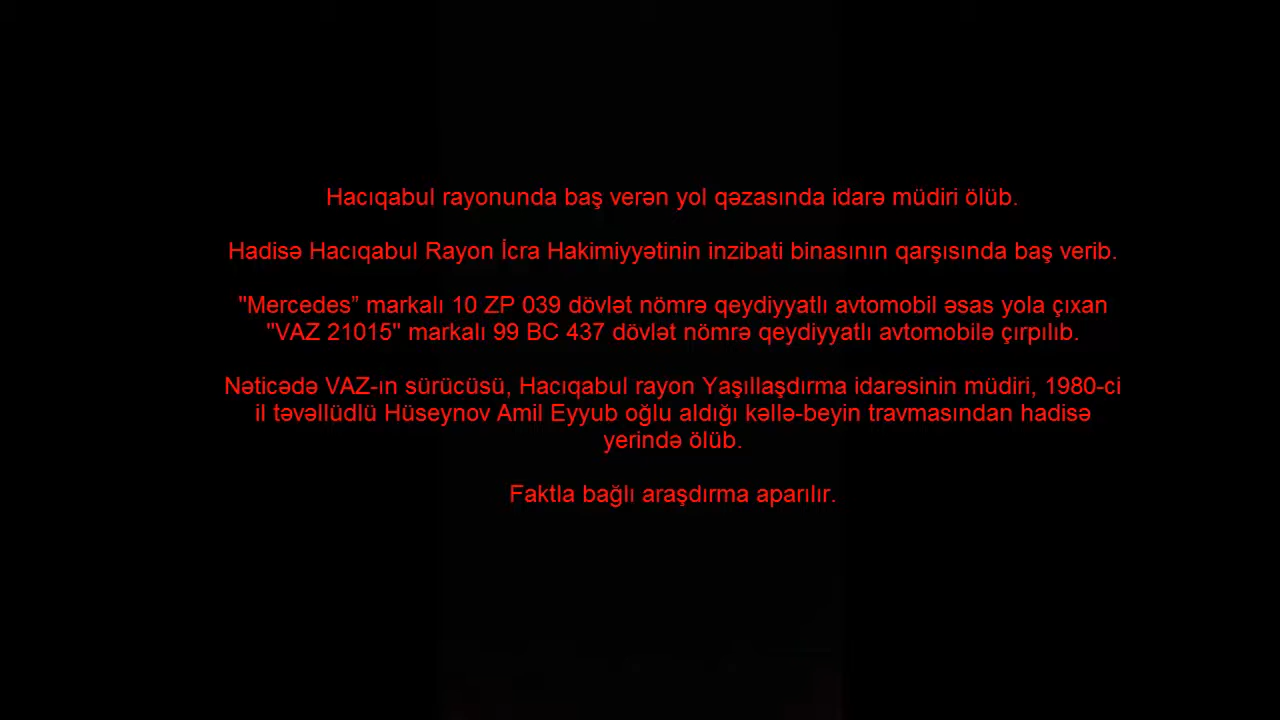 Hacıqabul rayonunda baş verən yol qəzasında idarə müdiri ölüb.
Hadisə Hacıqabul Rayon İcra Hakimiyyətinin inzibati binasının qarşısında baş verib.
"Mercedes” markalı 10 ZP 039 dövlət nömrə qeydiyyatlı avtomobil əsas yola çıxan
"VAZ 21015" markalı 99 BC 437 dövlət nömrə qeydiyyatlı avtomobilə çırpılıb.
Nəticədə VAZ-ın sürücüsü, Hacıqabul rayon Yaşıllaşdırma idarəsinin müdiri, 1980-ci
il təvəllüdlü Hüseynov Amil Eyyub oğlu aldığı kəllə-beyin travmasından hadisə
yerində ölüb.
Faktla bağlı araşdırma aparılır.